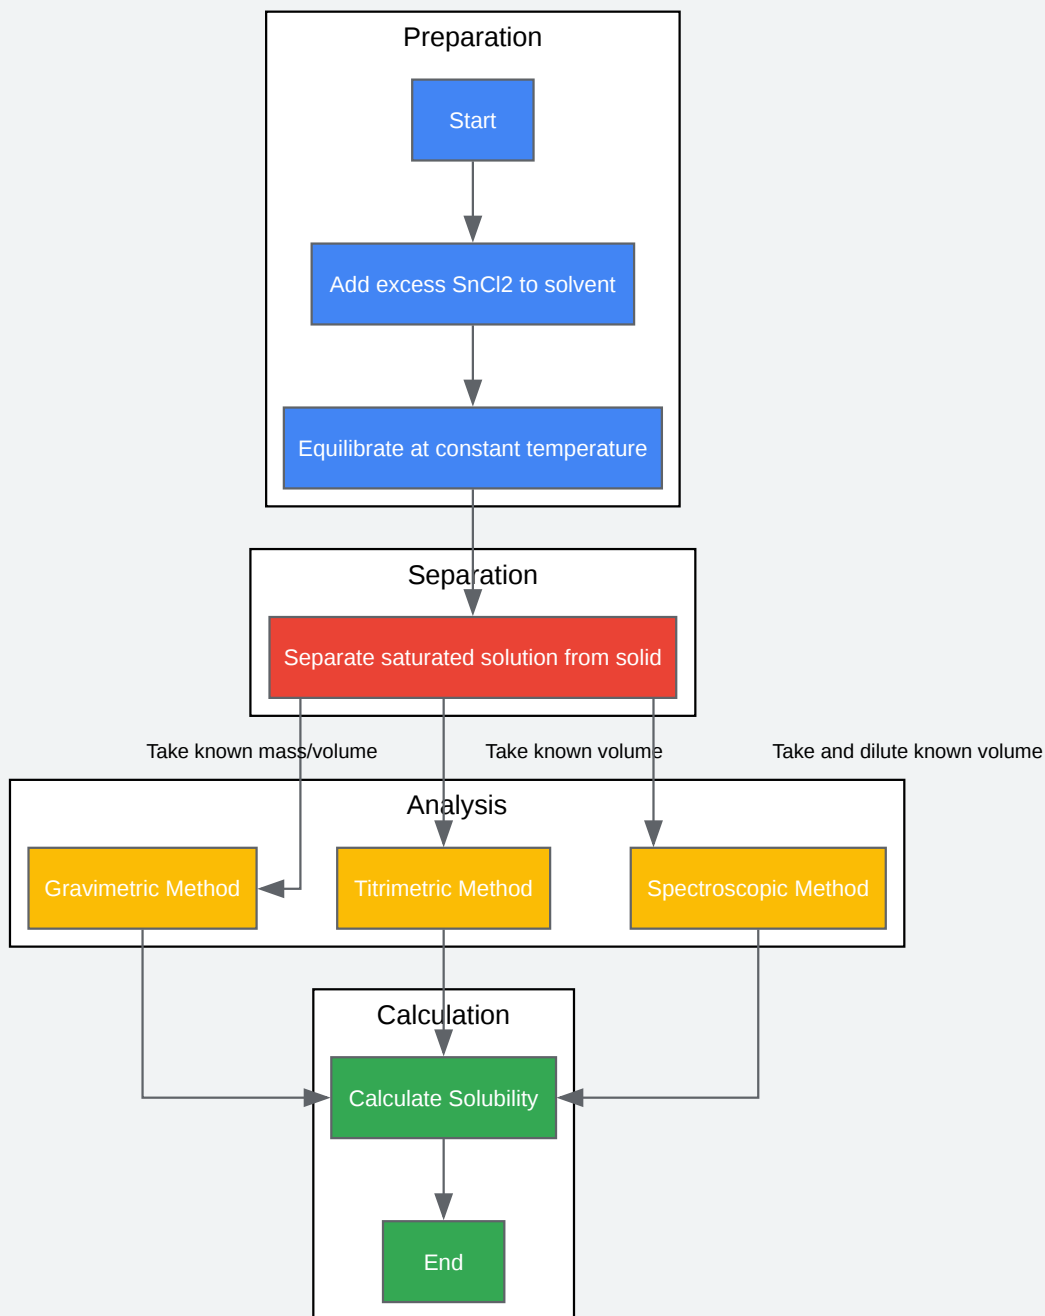 Preparation
Start
Add excess SnCl2 to solvent
Equilibrate at constant temperature
Separation
Separate saturated solution from solid
Take known mass/volume
Take known volume
Take and dilute known volume
Analysis
Gravimetric Method
Titrimetric Method
Spectroscopic Method
Calculation
Calculate Solubility
End